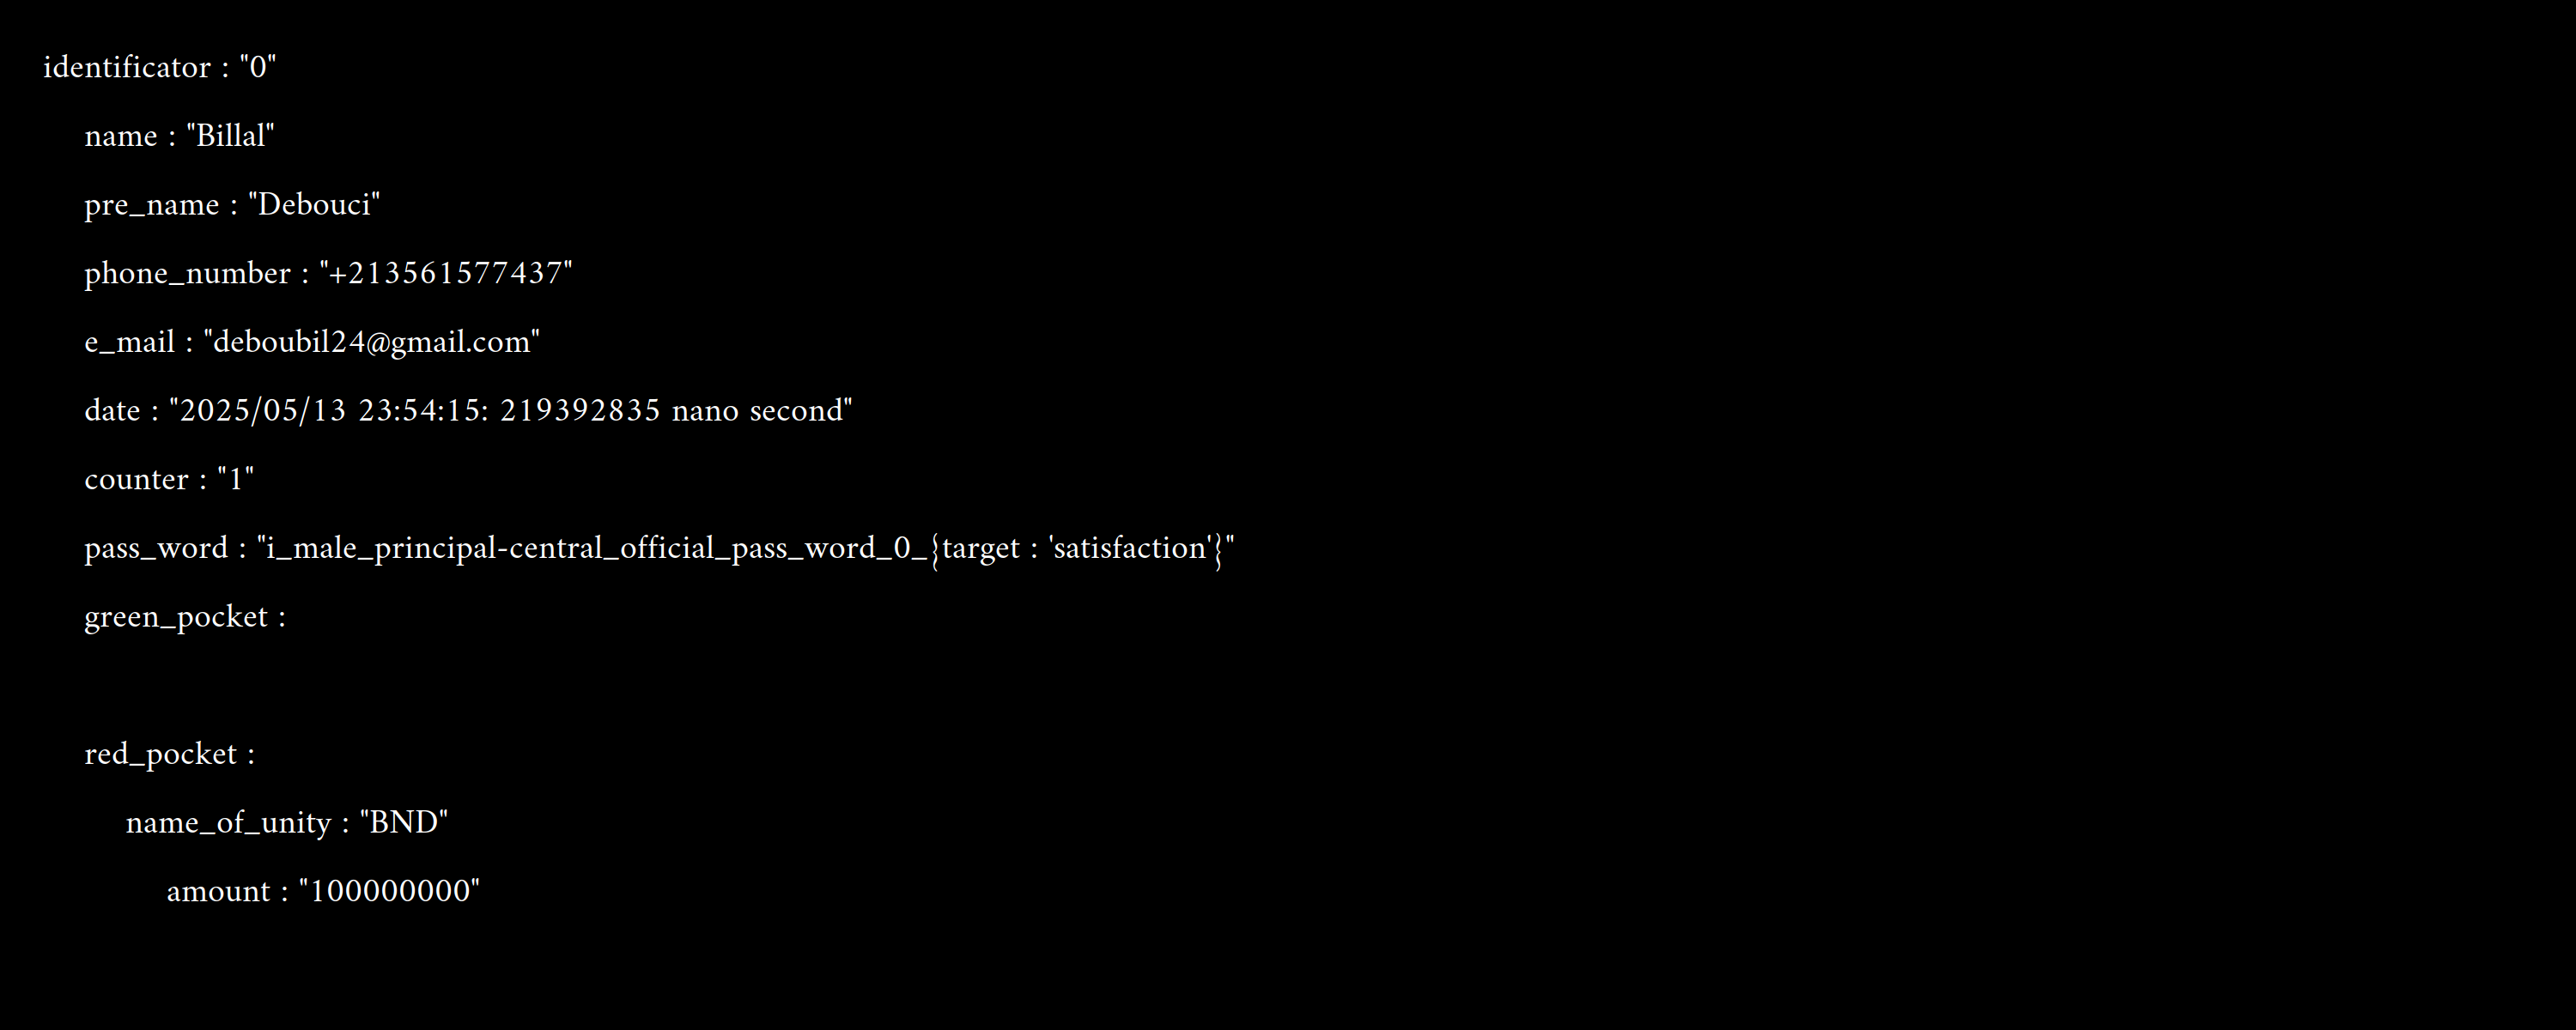 identificator : "0"
name : "Billal"
pre_name : "Debouci"
phone_number : "+213561577437"
e_mail : "deboubil24@gmail.com"
date : "2025/05/13 23:54:15: 219392835 nano second"
counter : "1"
pass_word : "i_male_principal-central_official_pass_word_0_{target : 'satisfaction'}"
green_pocket :
red_pocket :
name_of_unity : "BND"
amount : "100000000"